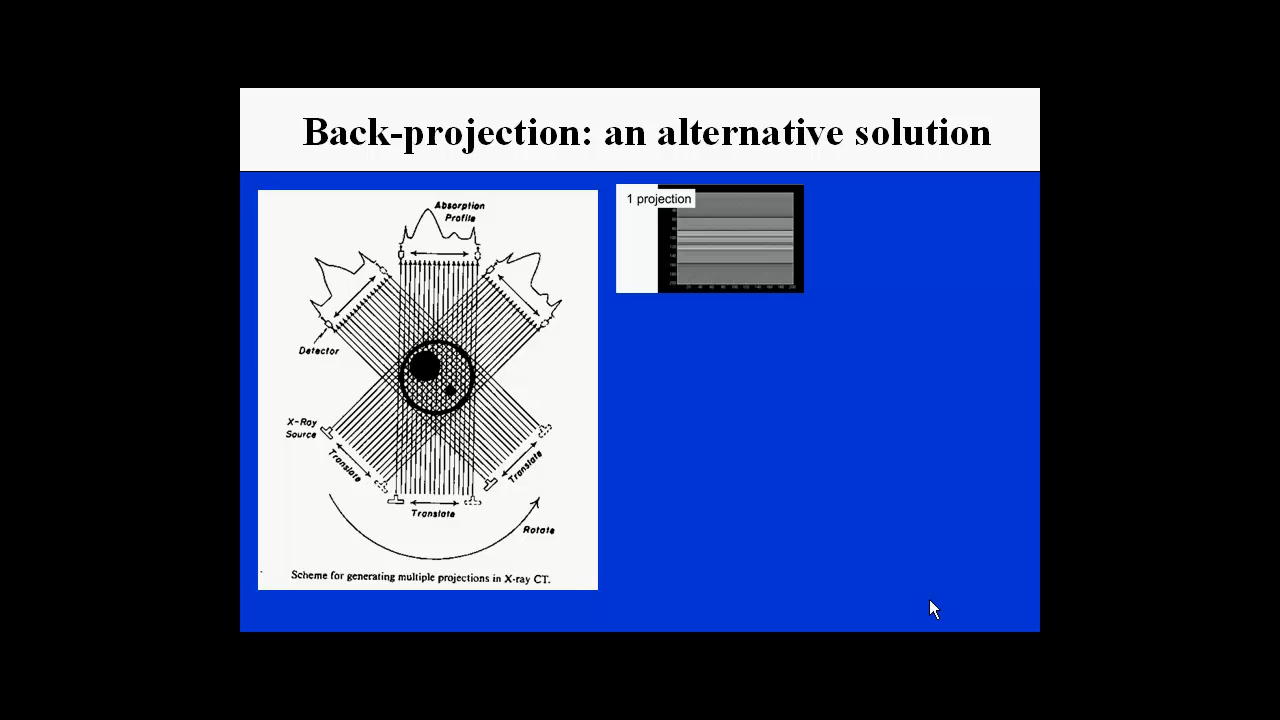 Back-projection: an alternative solution
Absorption
Profile
Detector
X-Ray
Source
Translate
Translate
Translate
Rotate
Scheme for generating multiple projections in X-ray CT.
1 projection